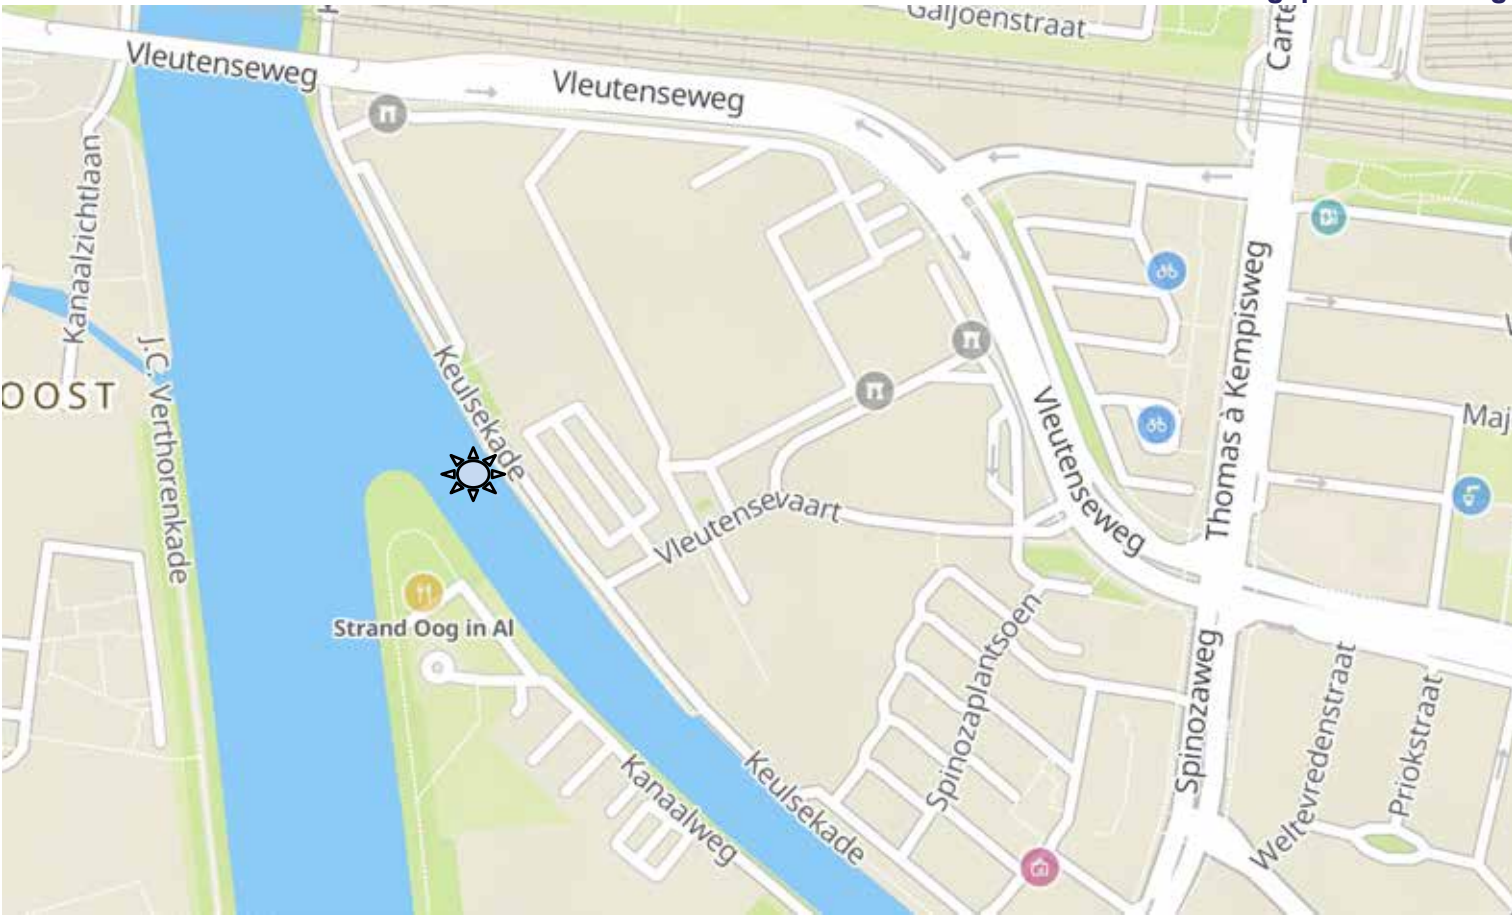 Galjoenstraat
Vleutenseweg
Vleutenseweg
Kanaalzichtlaan
J.C. Verthorenkade
OOST
Keulsekade
Vleutensevaart
Vleutenseweg
Thomas à Kempisweg
Strand Oog in Al
Spinozaplantsoen
Spinozaweg
Weltevredenstraat
Priokstraat
Kanaalweg
Keulsekade